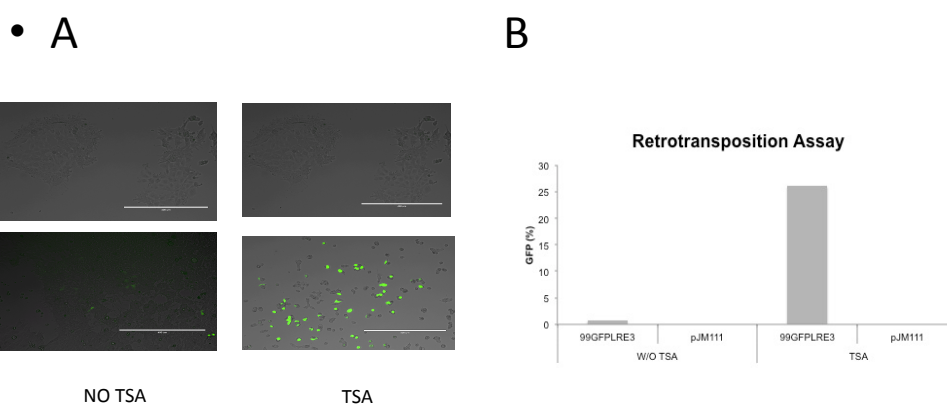 • A
B
Retrotransposition Assay
GFP (%)
30
25
20
15
10
5
0
99GFPLRE3 pJM111 99GFPLRE3 pJM111
W/O TSA TSA
NO TSA TSA